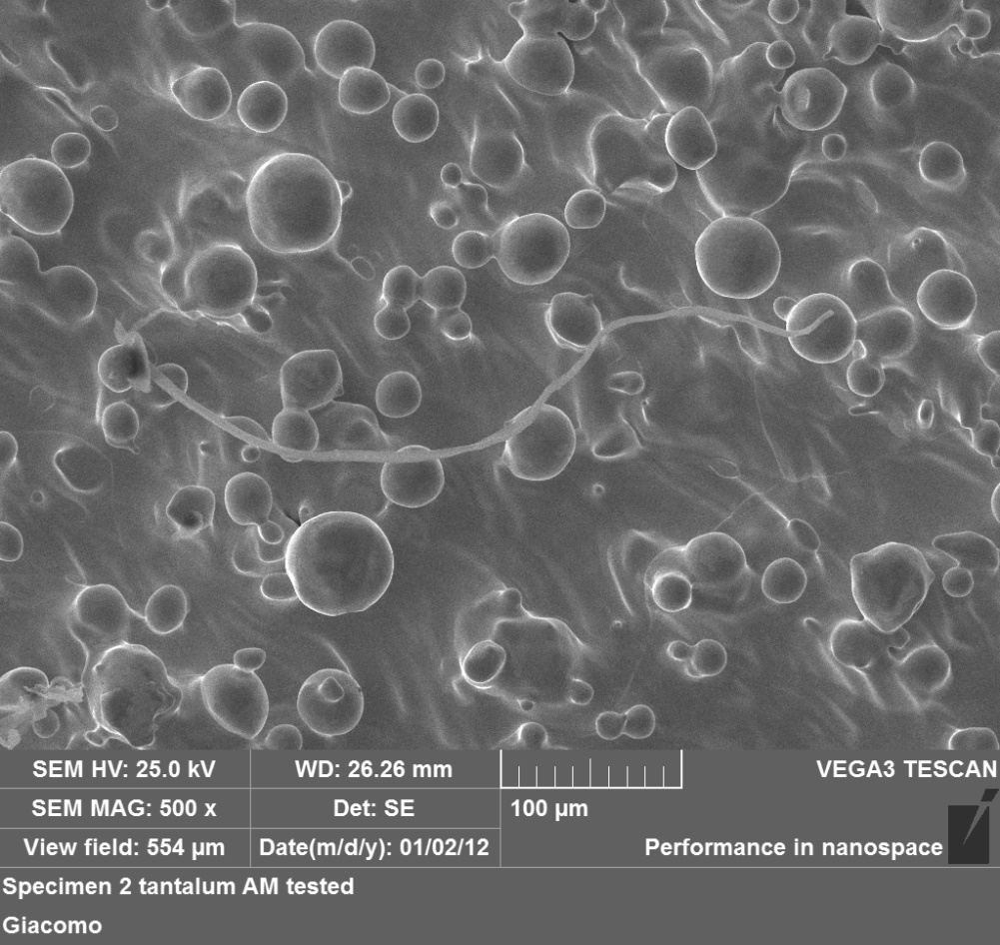 SEM HV: 25.0 kV WD: 26.26 mm VEGA3 TESCAN
SEM MAG: 500 x Det: SE 100 µm
View field: 554 µm Date(m/d/y): 01/02/12 Performance in nanospace
Specimen 2 tantalum AM tested
Giacomo